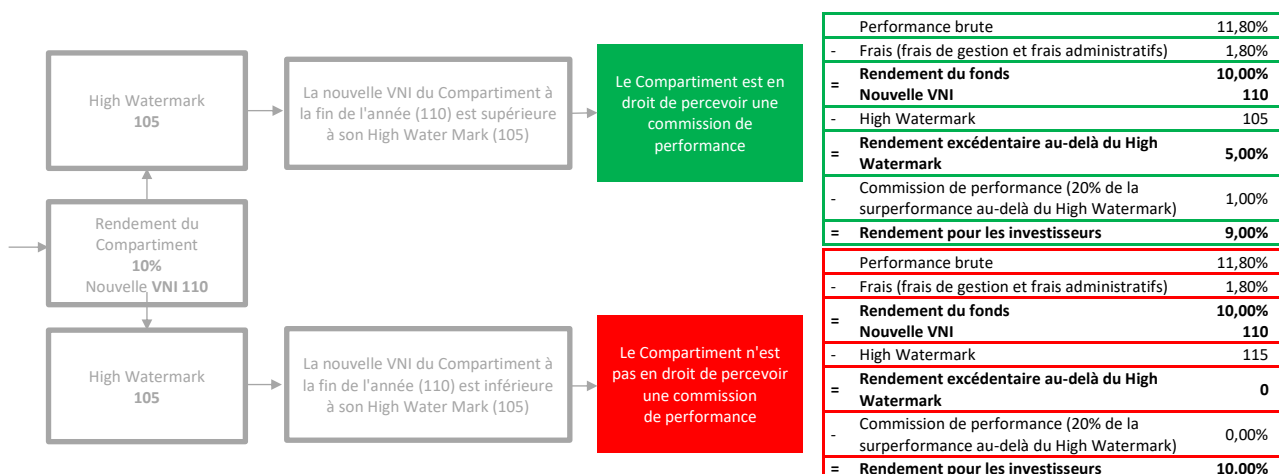 High Watermark
105
La nouvelle VNI du Compartiment à
la fin de l'année (110) est supérieure
à son High Water Mark (105)
Le Compartiment est en
droit de percevoir une
commission de
performance
Rendement du
Compartiment
10%
Nouvelle VNI 110
High Watermark
105
La nouvelle VNI du Compartiment à
la fin de l'année (110) est inférieure
à son High Water Mark (105)
Le Compartiment n'est
pas en droit de percevoir
une commission
de performance
Performance brute 11,80%
- Frais (frais de gestion et frais administratifs) 1,80%
= Rendement du fonds 10,00%
Nouvelle VNI 110
- High Watermark 105
= Rendement excédentaire au-delà du High
Watermark 5,00%
- Commission de performance (20% de la
surperformance au-delà du High Watermark) 1,00%
= Rendement pour les investisseurs 9,00%
Performance brute 11,80%
- Frais (frais de gestion et frais administratifs) 1,80%
= Rendement du fonds 10,00%
Nouvelle VNI 110
- High Watermark 115
= Rendement excédentaire au-delà du High
Watermark 0
- Commission de performance (20% de la
surperformance au-delà du High Watermark) 0,00%
= Rendement pour les investisseurs 10,00%